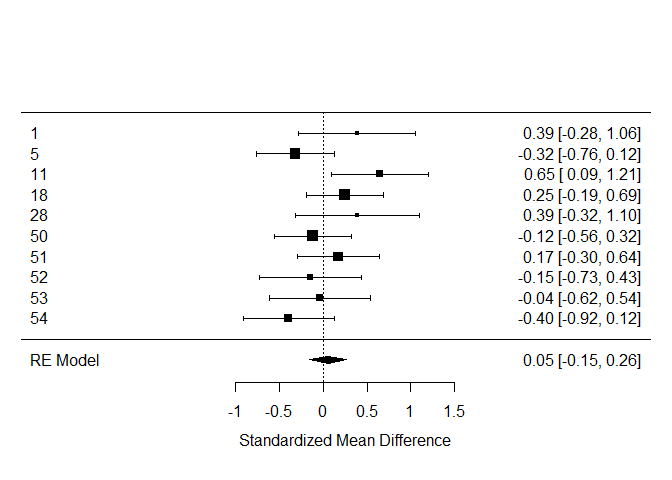 1 0.39 [-0.28, 1.06]
5 -0.32 [-0.76, 0.12]
11 0.65 [ 0.09, 1.21]
18 0.25 [-0.19, 0.69]
28 0.39 [-0.32, 1.10]
50 -0.12 [-0.56, 0.32]
51 0.17 [-0.30, 0.64]
52 -0.15 [-0.73, 0.43]
53 -0.04 [-0.62, 0.54]
54 -0.40 [-0.92, 0.12]
RE Model 0.05 [-0.15, 0.26]
-1 -0.5 0 0.5 1 1.5
Standardized Mean Difference